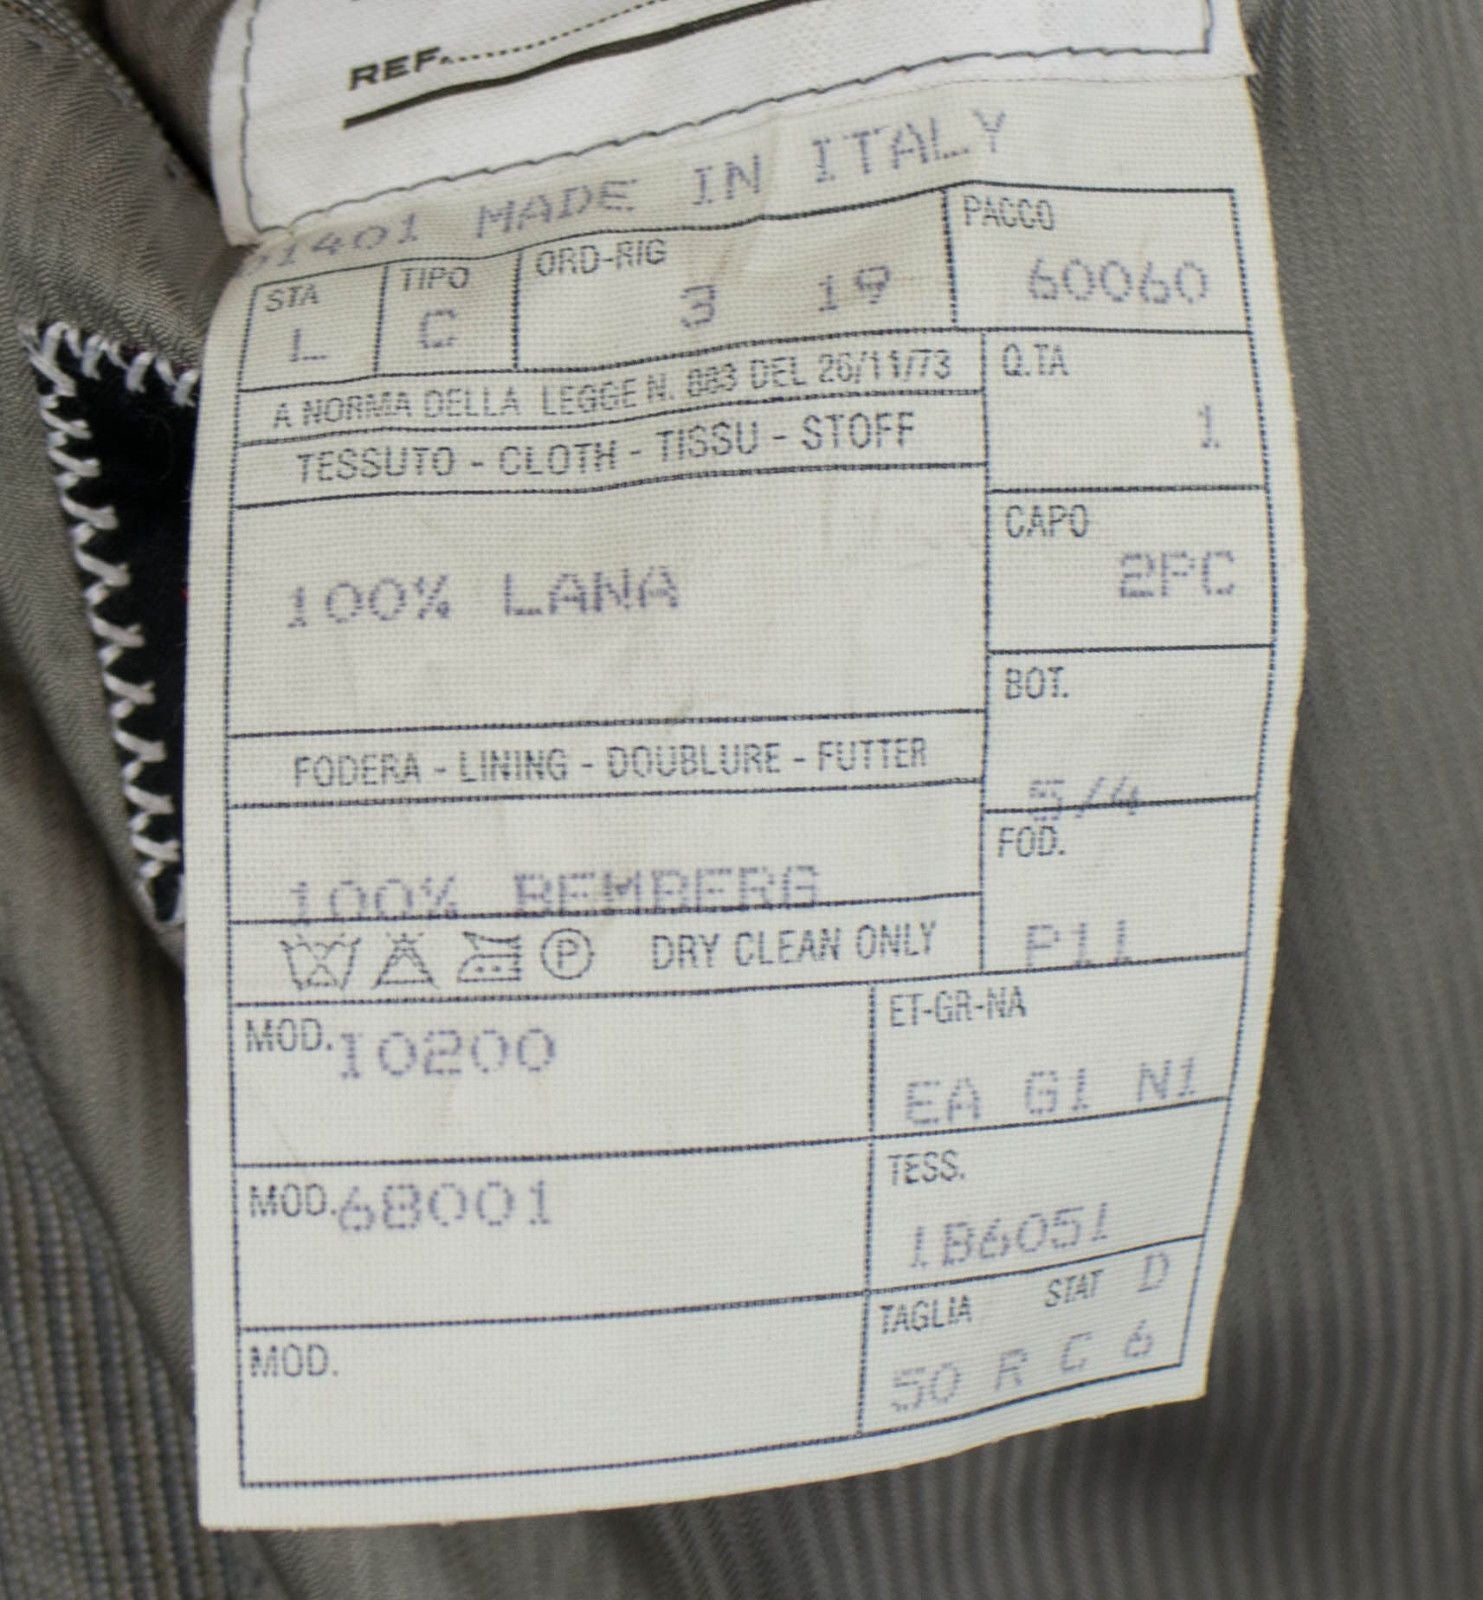 REF.
01401 MADE IN ITALY
STA TIPO ORD-RIG PACCO
L C 3 19 60060
A NORMA DELLA LEGGE N. 883 DEL 26/11/73
Q.TA
1
TESSUTO - CLOTH - TISSU - STOFF
CAPO
2PC
100% LANA
BOT.
5/4
FODERA - LINING - DOUBLURE - FUTTER
FOD.
P11
100% BEMBERG
P DRY CLEAN ONLY
MOD. 10200
ET-GR-NA
EA G1 N1
MOD. 68001
TESS.
1B6051
MOD.
TAGLIA STAT D
50 R C 6